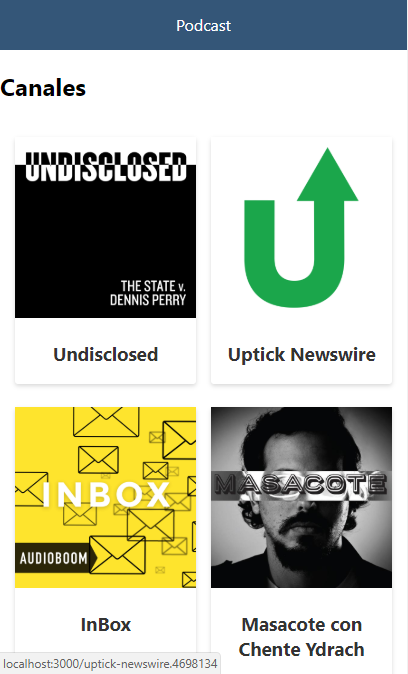 Podcast
Canales
UNDISCLOSED
THE STATE v.
DENNIS PERRY
Undisclosed
U
Uptick Newswire
INBOX
AUDIOBOOM
InBox
MASACOTE
Masacote con
Chente Ydrach
localhost:3000/uptick-newswire.4698134